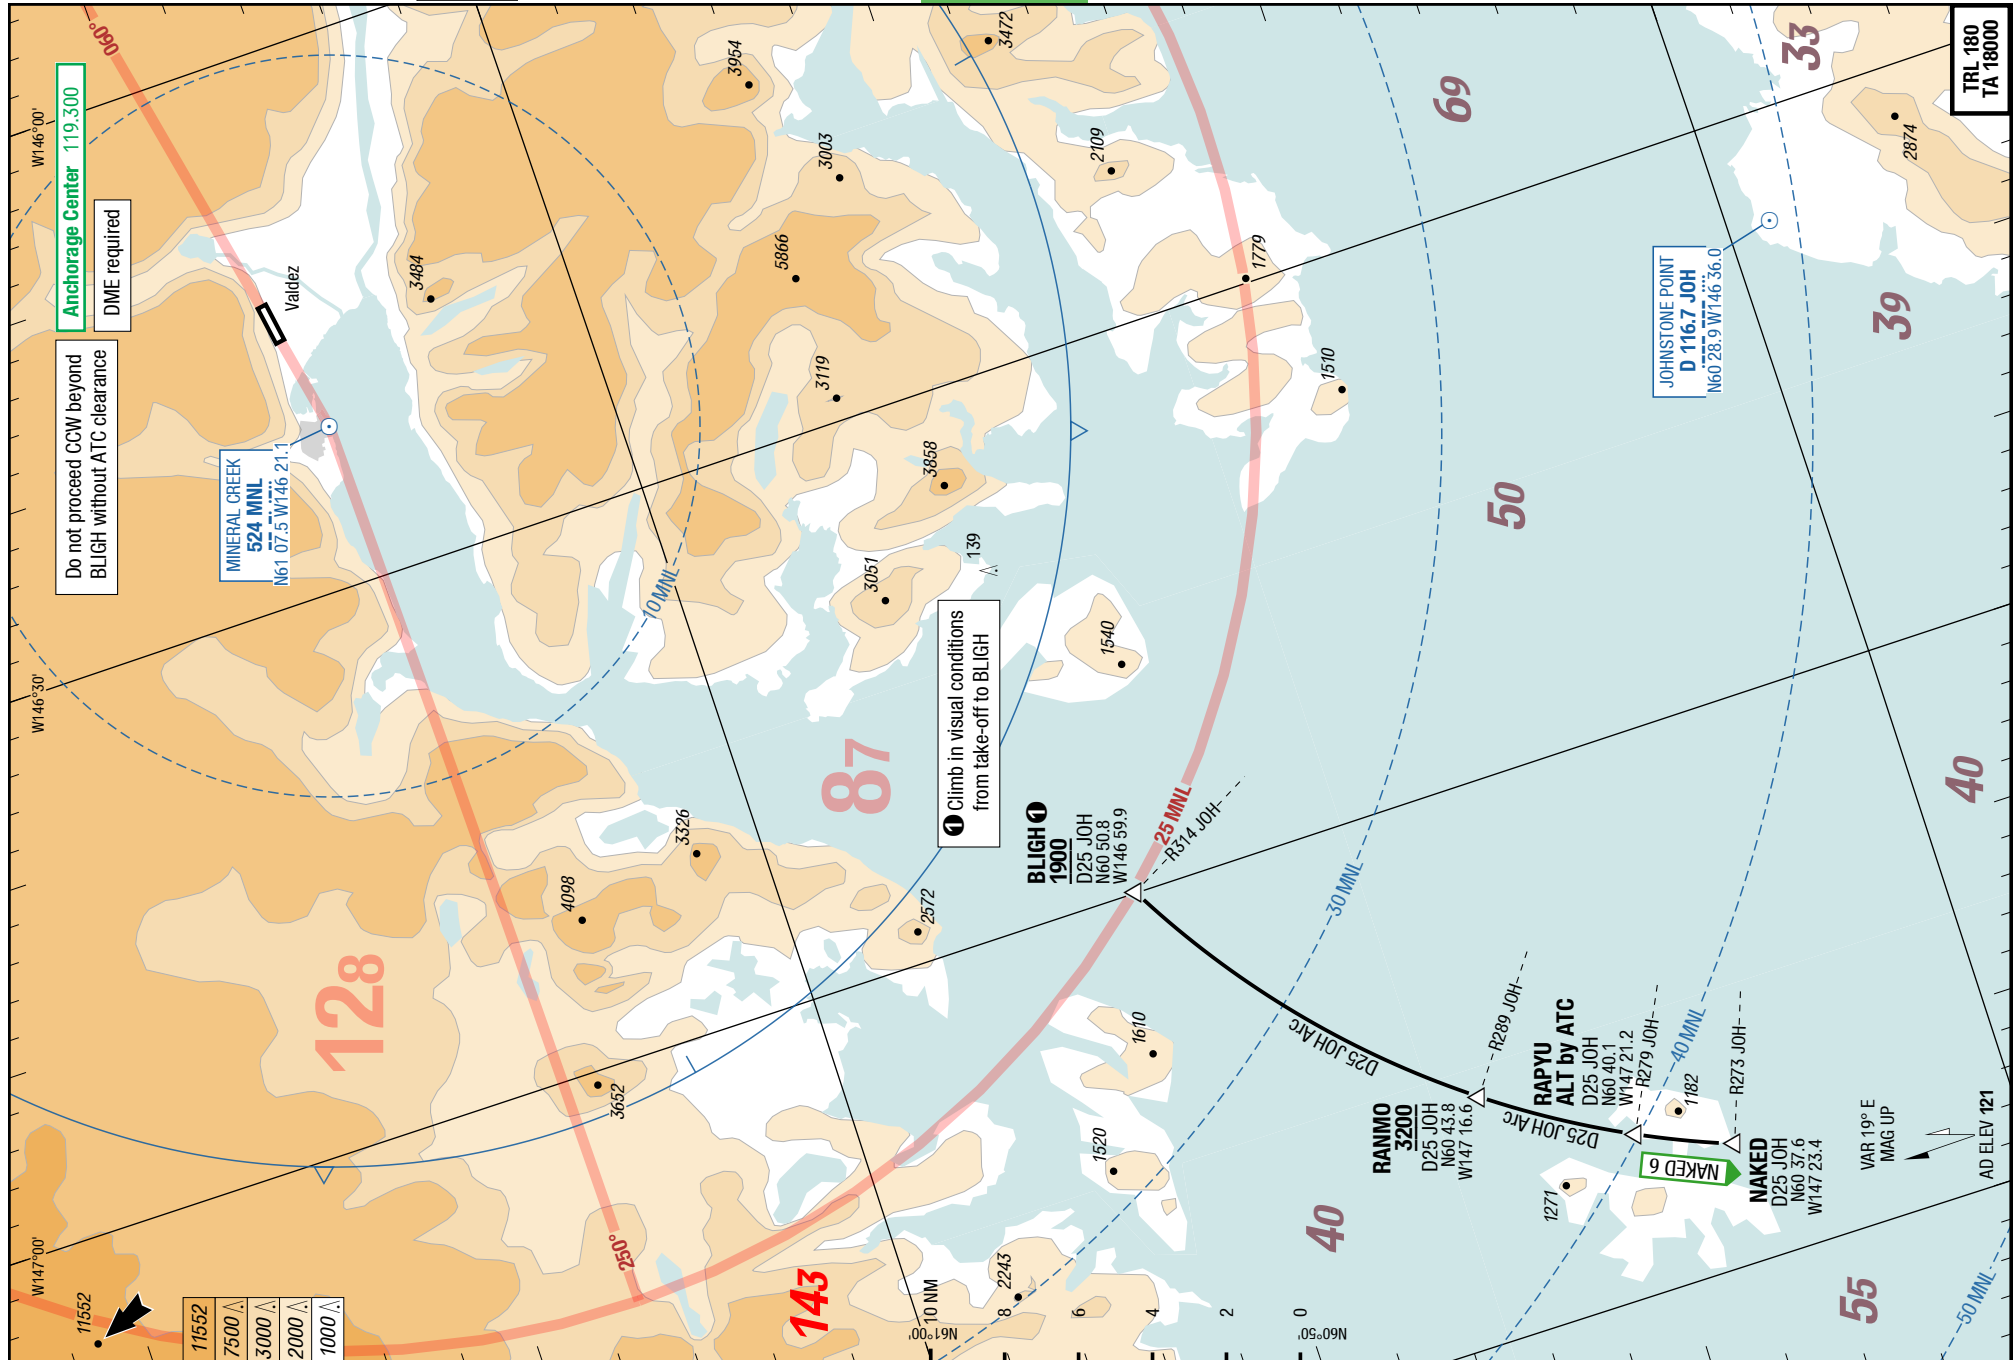 090°
W146°00'
Anchorage Center 119.300
DME required
Do not proceed CCW beyond
BLIGH without ATC clearance
Valdez
MINERAL CREEK
524 MNL
N61 07.5 W146 21.1
W146°30'
W147°00'
3954
3472
3484
3003
2109
5866
1779
3119
1510
3858
3051
139
1540
10 MNL
69
33
2874
TRL 180
TA 18000
JOHNSTONE POINT
D 116.7 JOH
N60 28.9 W146 36.0
39
50
40
87
❶ Climb in visual conditions
from take-off to BLIGH
BLIGH ❶
1900
D25 JOH
N60 50.8
W146 59.9
25 MNL
R314 JOH
30 MNL
3326
4098
2572
128
3652
250°
D25 JOH Arc
R289 JOH
RANMO
3200
D25 JOH
N60 43.8
W147 16.6
D25 JOH Arc
RAPYU
ALT by ATC
D25 JOH
N60 40.1
W147 21.2
R279 JOH
40 MNL
1182
R273 JOH
NAKED 6
NAKED
D25 JOH
N60 37.6
W147 23.4
1610
1520
1271
2243
143
40
55
50 MNL
VAR 19° E
MAG UP
AD ELEV 121
11552
11552
7500
3000
2000
1000
10 NM
8
6
4
2
0
N61°00'
N60°50'